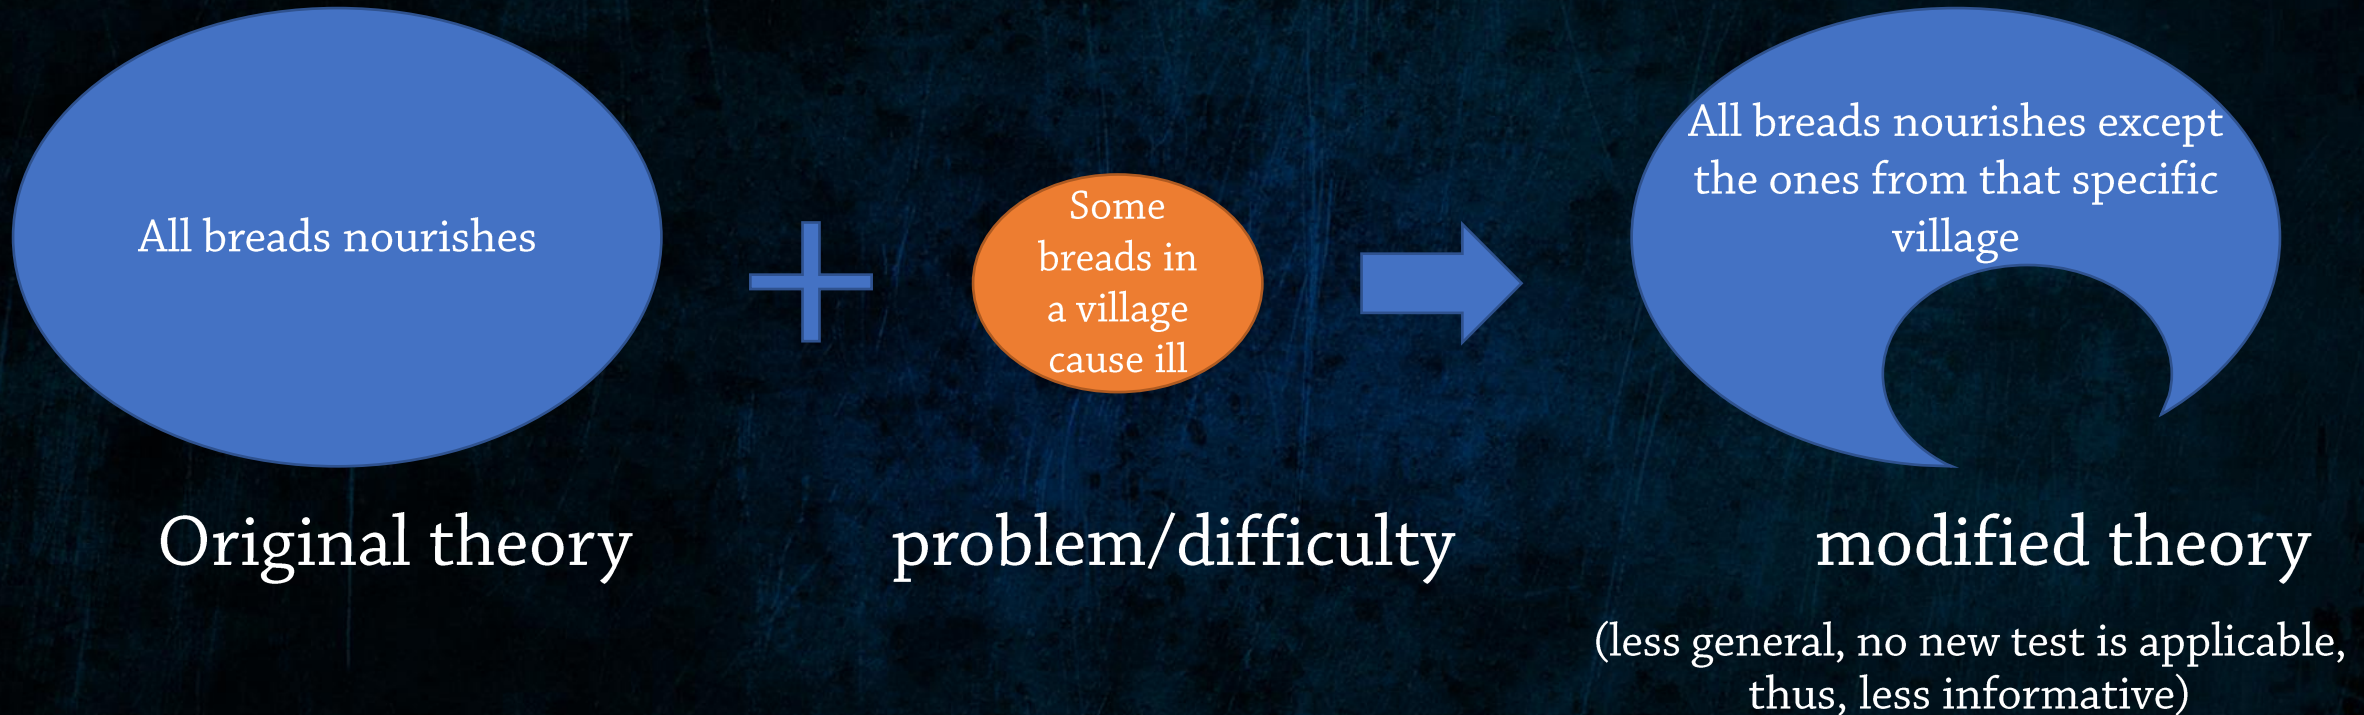 All breads nourishes
Some
breads in
a village
cause ill
All breads nourishes except
the ones from that specific
village
Original theory
problem/difficulty
modified theory
(less general, no new test is applicable,
thus, less informative)